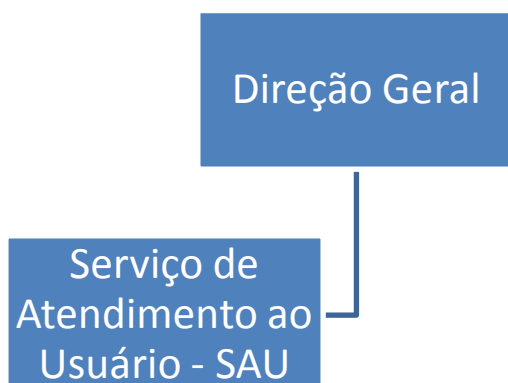 Direção Geral
Serviço de
Atendimento ao
Usuário - SAU